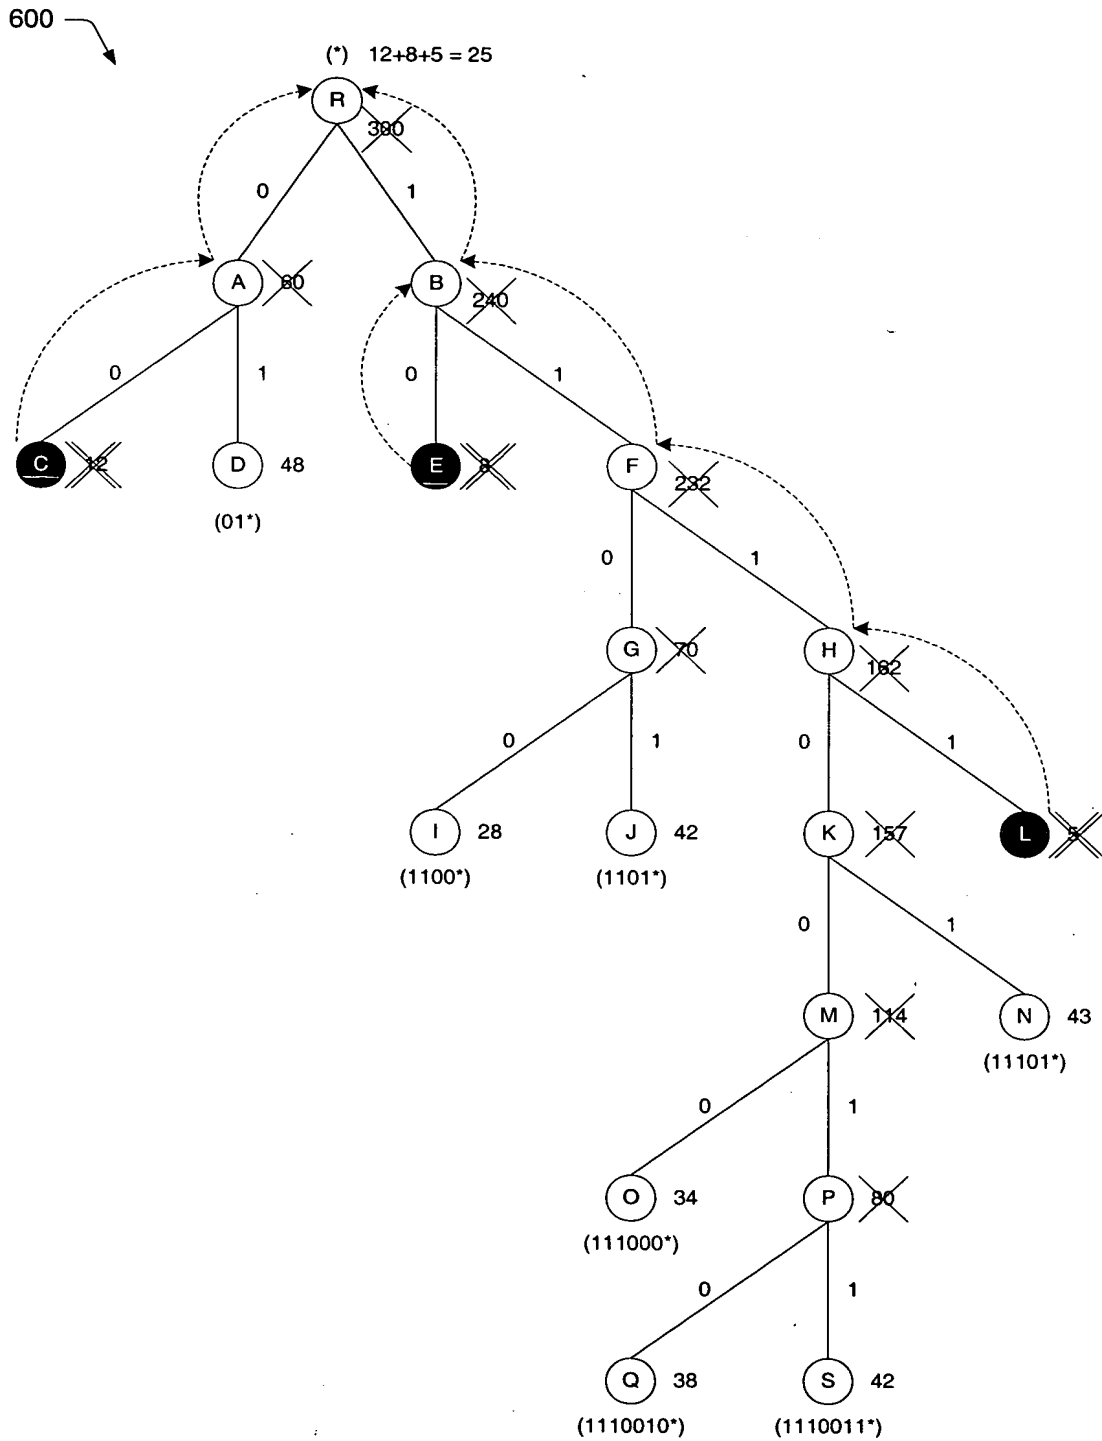 600
(*) 12+8+5 = 25
R
300
0 1
A 60 B 240
0 1 0 1
C 12 D 48 E 8 F 232
(01*)
0 1
G 70 H 162
0 1 0 1
I 28 J 42 K 157 L 5
(1100*) (1101*)
0 1
M 114 N 43
(11101*)
0 1
O 34 P 80
(111000*)
0 1
Q 38 S 42
(1110010*) (1110011*)